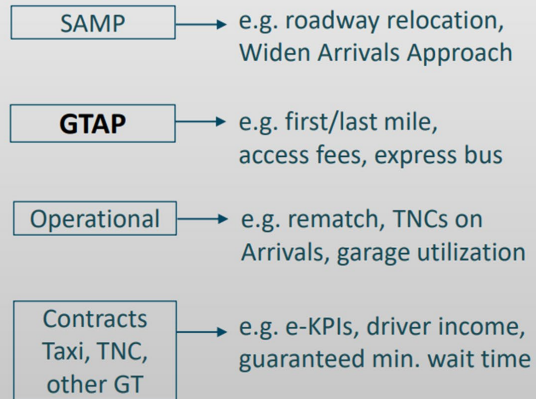 SAMP
e.g. roadway relocation,
Widen Arrivals Approach
GTAP
e.g. first/last mile,
access fees, express bus
Operational
e.g. rematch, TNCs on
Arrivals, garage utilization
Contracts
Taxi, TNC,
other GT
e.g. e-KPIs, driver income,
guaranteed min. wait time